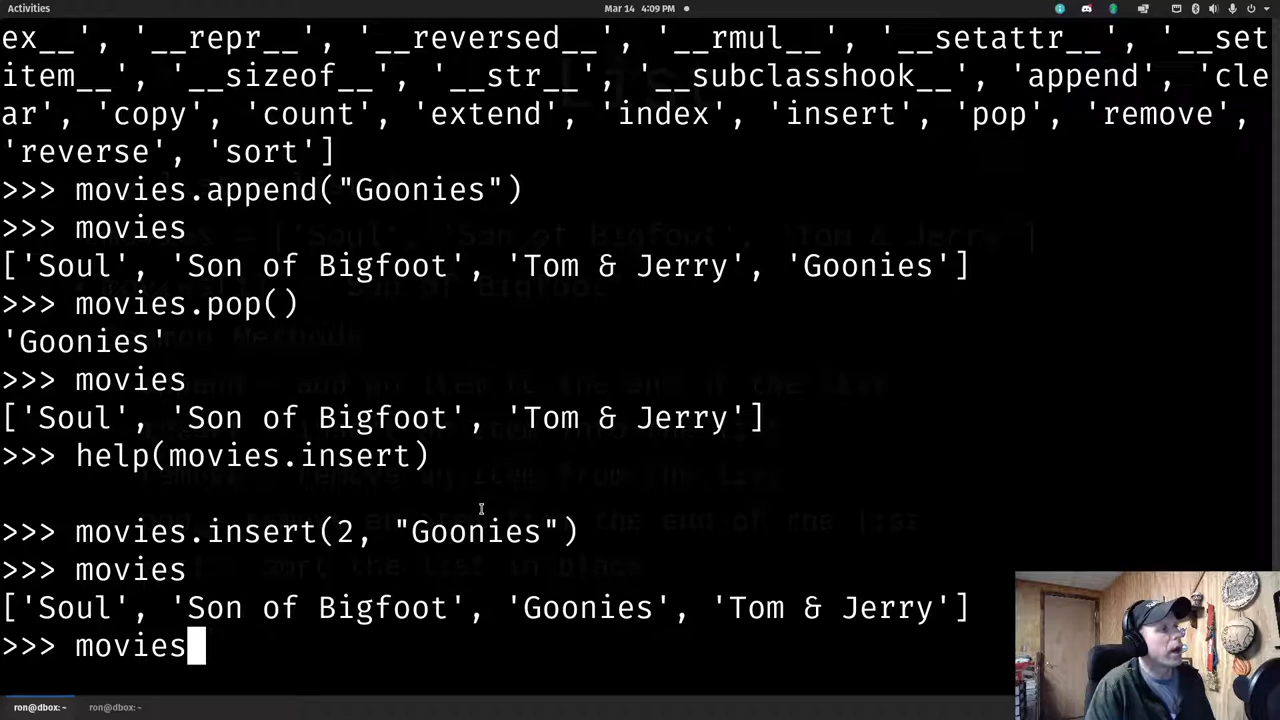 Activities
Mar 14 4:09 PM
ex__', '__repr__', '__reversed__', '__rmul__', '__setattr__', '__set
item__', '__sizeof__', '__str__', '__subclasshook__', 'append', 'cle
ar', 'copy', 'count', 'extend', 'index', 'insert', 'pop', 'remove',
'reverse', 'sort']
>>> movies.append("Goonies")
>>> movies
['Soul', 'Son of Bigfoot', 'Tom & Jerry', 'Goonies']
>>> movies.pop()
'Goonies'
>>> movies
['Soul', 'Son of Bigfoot', 'Tom & Jerry']
>>> help(movies.insert)
>>> movies.insert(2, "Goonies")
>>> movies
['Soul', 'Son of Bigfoot', 'Goonies', 'Tom & Jerry']
>>> movies
ron@dbox: ~
ron@dbox: ~